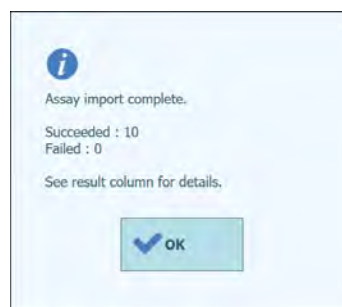 Assay import complete.
Succeeded : 10
Failed : 0
See result column for details.
OK